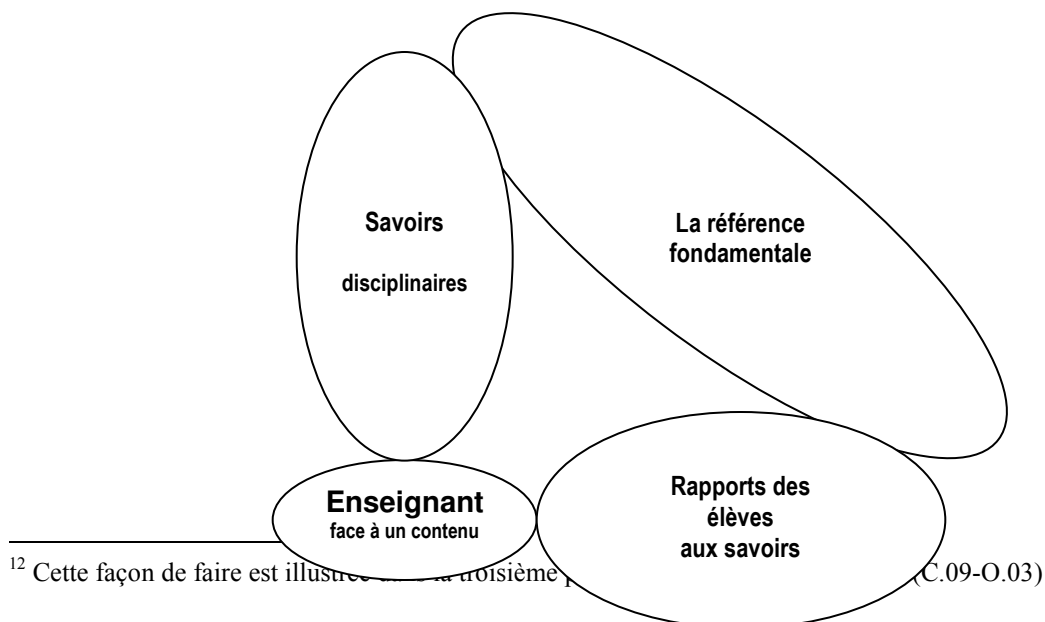 Savoirs
disciplinaires
La référence
fondamentale
Enseignant
face à un contenu
Rapports des
élèves
aux savoirs
12 Cette façon de faire est troisième (C.09-O.03)